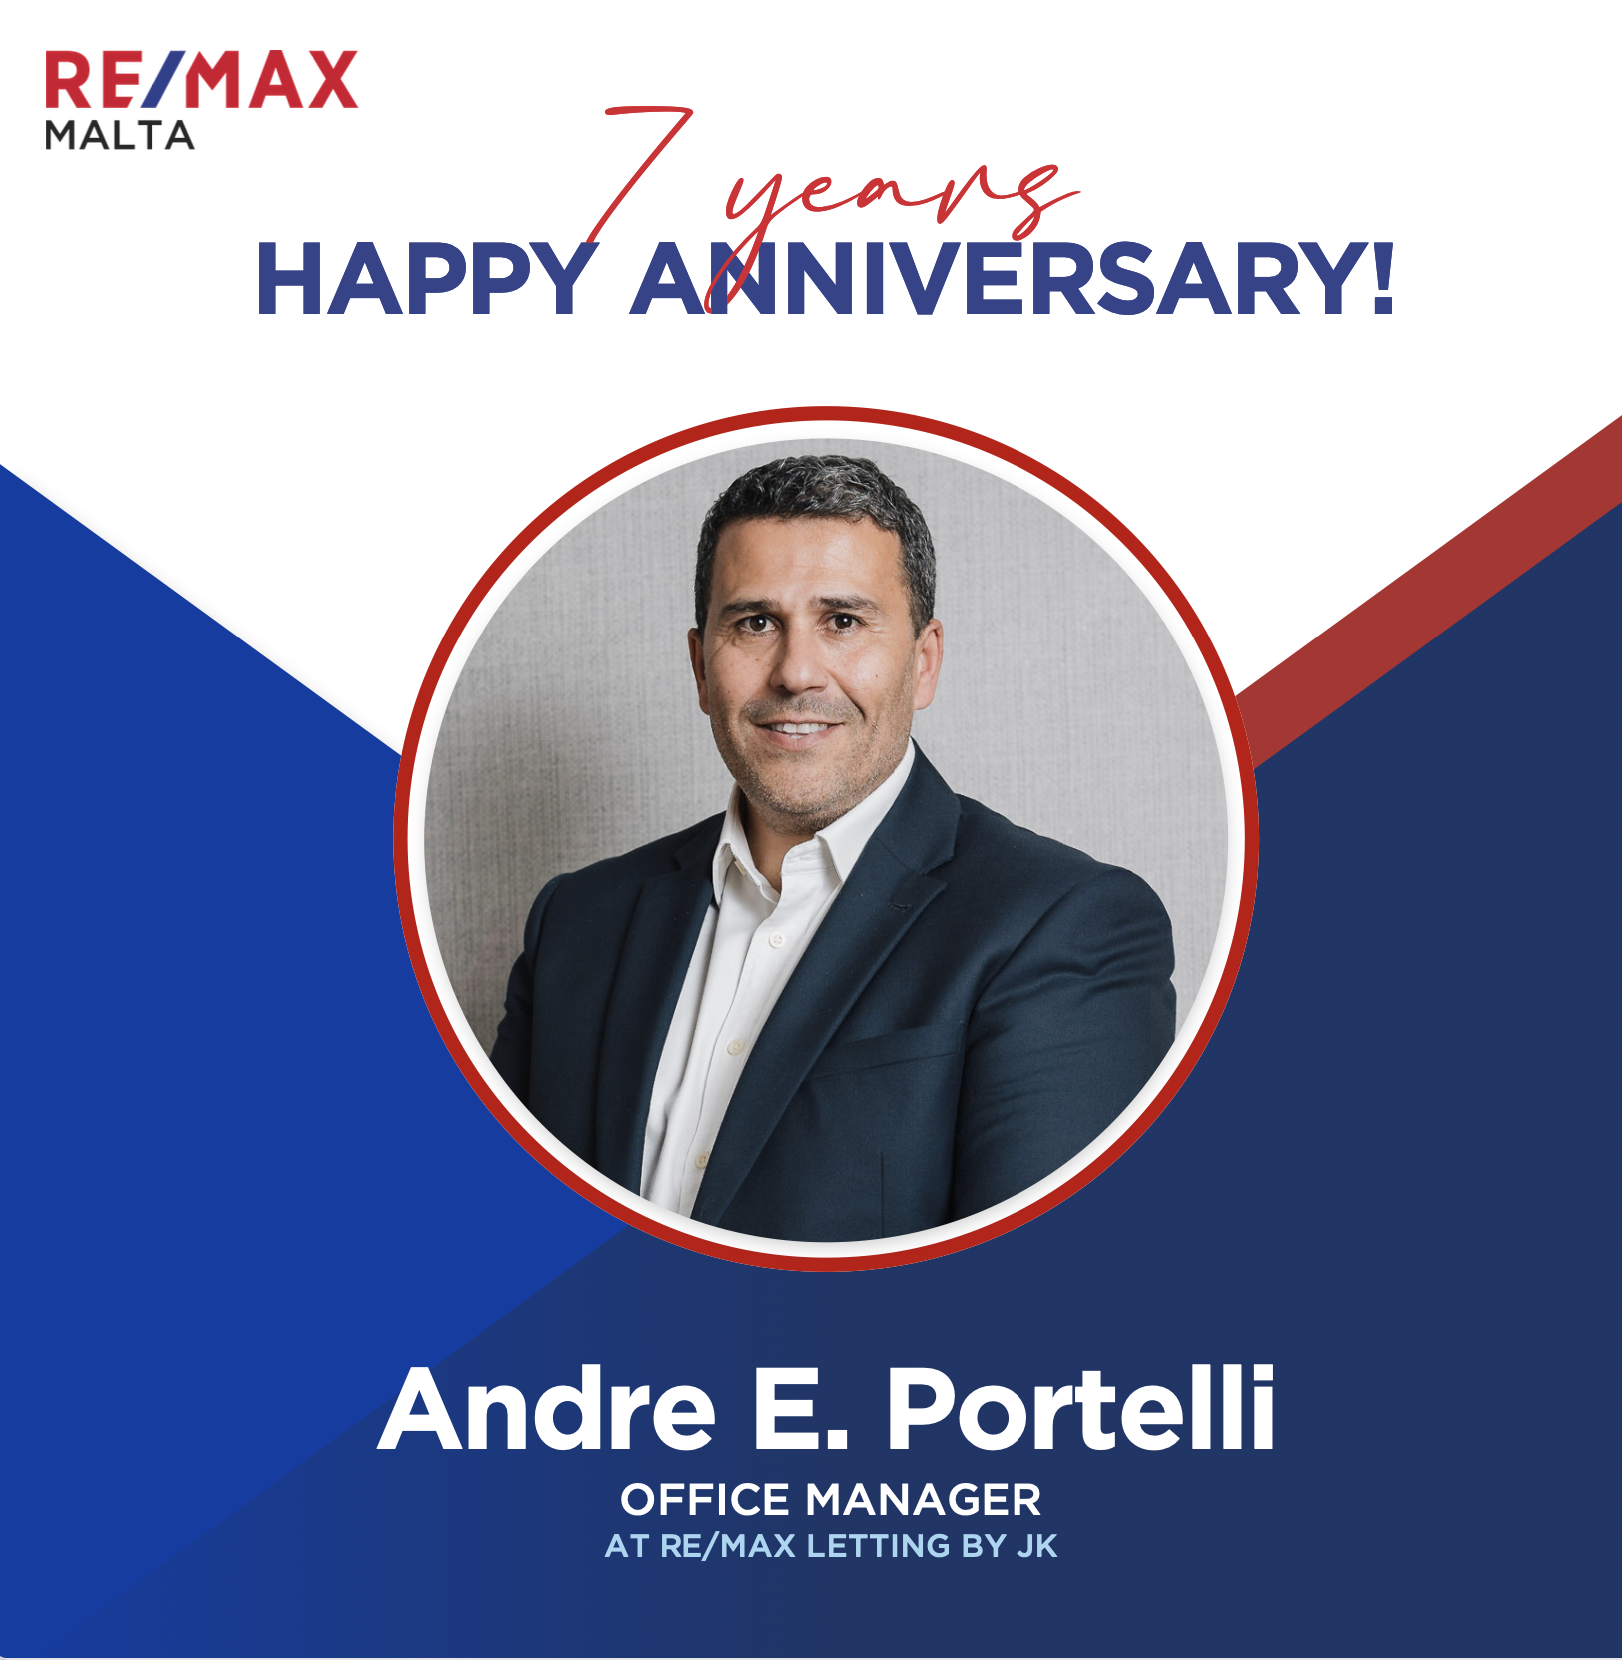 RE/MAX
MALTA
7 years
HAPPY ANNIVERSARY!
Andre E. Portelli
OFFICE MANAGER
AT RE/MAX LETTING BY JK